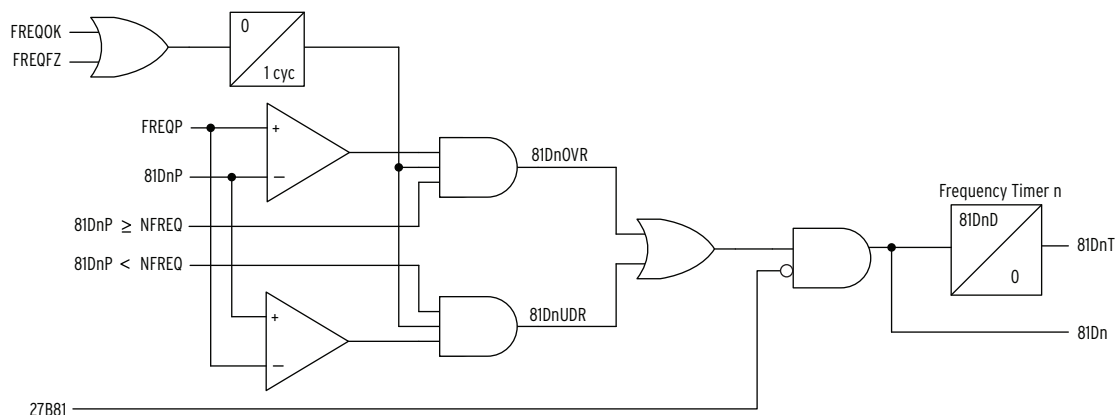 FREQOK
FREQFZ
0
1 cyc
FREQP
+
−
81DnP
81DnP ≥ NFREQ
81DnP < NFREQ
81DnOVR
+
−
81DnUDR
27B81
Frequency Timer n
81DnD
0
81DnT
81Dn